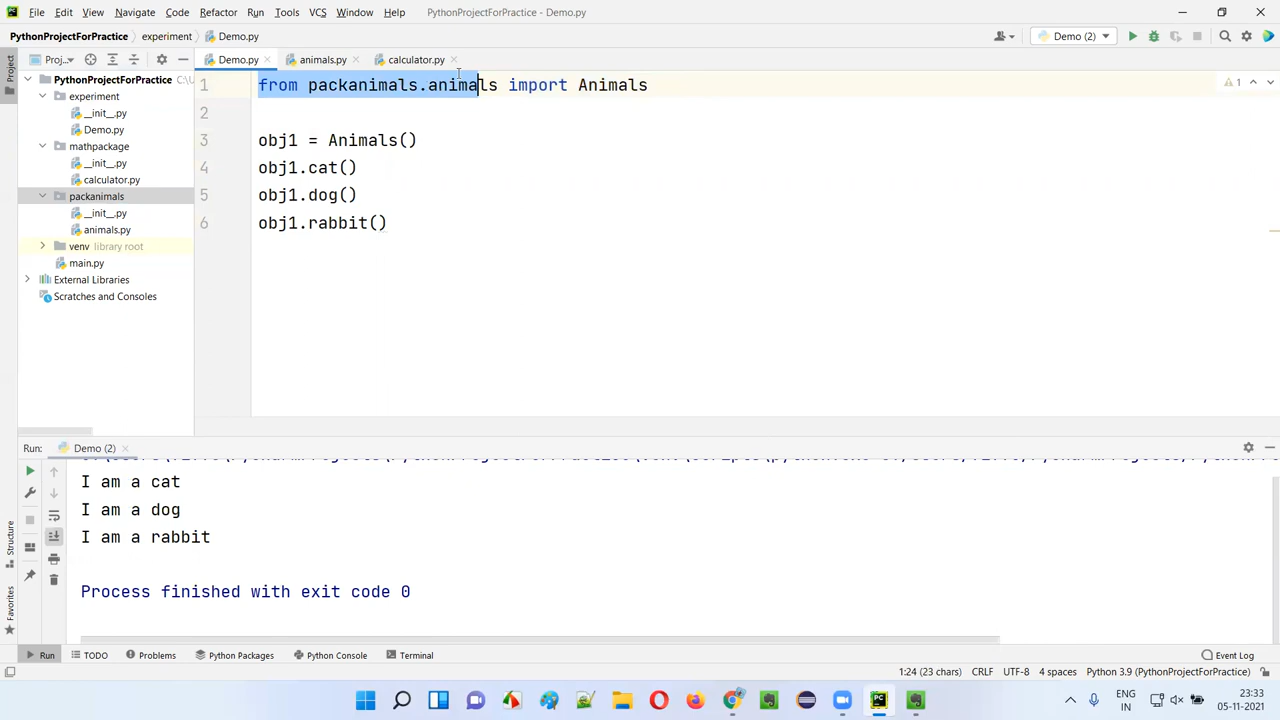 File Edit View Navigate Code Refactor Run Tools VCS Window Help PythonProjectForPractice - Demo.py
PythonProjectForPractice experiment Demo.py Demo (2)
Project Proj... Demo.py animals.py calculator.py
PythonProjectForPractice C:\U
experiment
__init__.py
Demo.py
mathpackage
__init__.py
calculator.py
packanimals
__init__.py
animals.py
venv library root
main.py
External Libraries
Scratches and Consoles
1 from packanimals.animals import Animals 1
2
3 obj1 = Animals()
4 obj1.cat()
5 obj1.dog()
6 obj1.rabbit()
Run: Demo (2)
I am a cat
I am a dog
I am a rabbit
Process finished with exit code 0
Structure
Favorites
Run TODO Problems Python Packages Python Console Terminal Event Log
1:24 (23 chars) CRLF UTF-8 4 spaces Python 3.9 (PythonProjectForPractice)
ENG
IN
23:33
05-11-2021